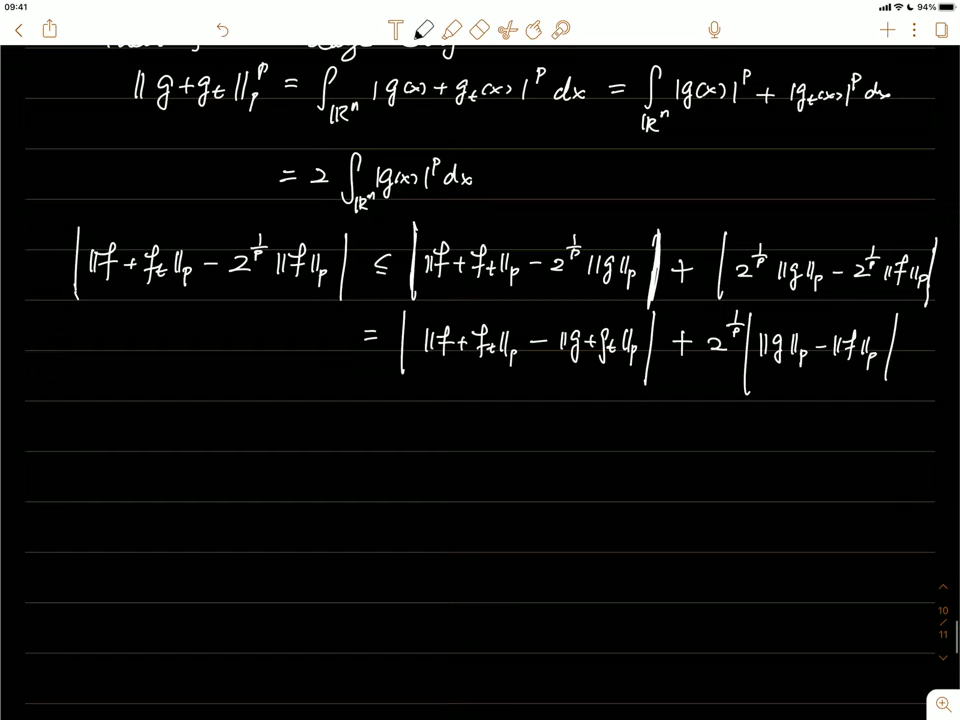 09:41 94%
‖g+g_t‖_p^p = ∫_{ℝ^n} |g(x) + g_t(x)|^p dx = ∫_{ℝ^n} |g(x)|^p + |g_t(x)|^p dx
= 2 ∫_{ℝ^n} |g(x)|^p dx
| ‖f + f_t‖_p − 2^{1/p} ‖f‖_p | ≤ | ‖f + f_t‖_p − 2^{1/p} ‖g‖_p | + | 2^{1/p} ‖g‖_p − 2^{1/p} ‖f‖_p |
= | ‖f + f_t‖_p − ‖g + g_t‖_p | + 2^{1/p} | ‖g‖_p − ‖f‖_p |
10
/
11